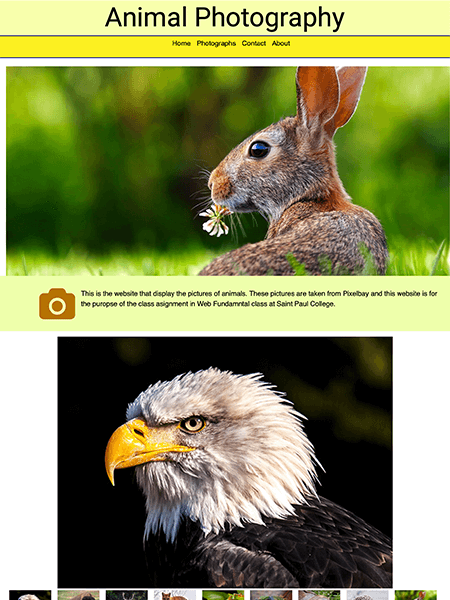 Animal Photography
Home Photographs Contact About
This is the website that display the pictures of animals. These pictures are taken from Pixelbay and this website is for
the puropse of the class asignment in Web Fundamntal class at Saint Paul College.